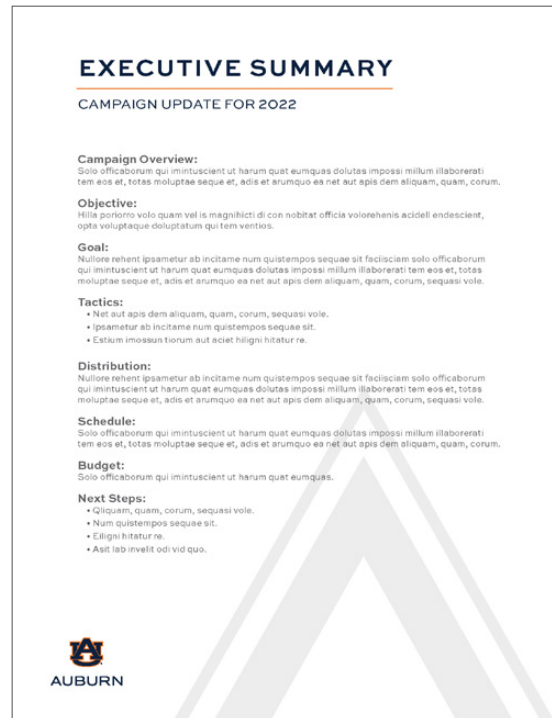 EXECUTIVE SUMMARY
CAMPAIGN UPDATE FOR 2022
Campaign Overview:
Solo officaborum qui imintuscient ut harum quat eumquas dolutas impossi millum illaborerati
tem eos et, totas moluptae seque et, adis et arumquo ea net aut apis dem aliquam, quam, corum.
Objective:
Hilla poriorro volo quam vel is magnihicti di con nobitat officia volorehenis acidell endescient,
opta voluptaque doluptatum qui tem ventios.
Goal:
Nullore rehent ipsametur ab incitame num quistempos sequae sit faciisciam solo officaborum
qui imintuscient ut harum quat eumquas dolutas impossi millum illaborerati tem eos et, totas
moluptae seque et, adis et arumquo ea net aut apis dem aliquam, quam, corum, sequasi vole.
Tactics:
• Net aut apis dem aliquam, quam, corum, sequasi vole.
• Ipsametur ab incitame num quistempos sequae sit.
• Estium imossun tiorum aut aciet hiligni hitatur re.
Distribution:
Nullore rehent ipsametur ab incitame num quistempos sequae sit faciisciam solo officaborum
qui imintuscient ut harum quat eumquas dolutas impossi millum illaborerati tem eos et, totas
moluptae seque et, adis et arumquo ea net aut apis dem aliquam, quam, corum, sequasi vole.
Schedule:
Solo officaborum qui imintuscient ut harum quat eumquas dolutas impossi millum illaborerati
tem eos et, totas moluptae seque et, adis et arumquo ea net aut apis dem aliquam, quam, corum.
Budget:
Solo officaborum qui imintuscient ut harum quat eumquas.
Next Steps:
• Qliquam, quam, corum, sequasi vole.
• Num quistempos sequae sit.
• Eiligni hitatur re.
• Asit lab invelit odi vid quo.
AU
AUBURN